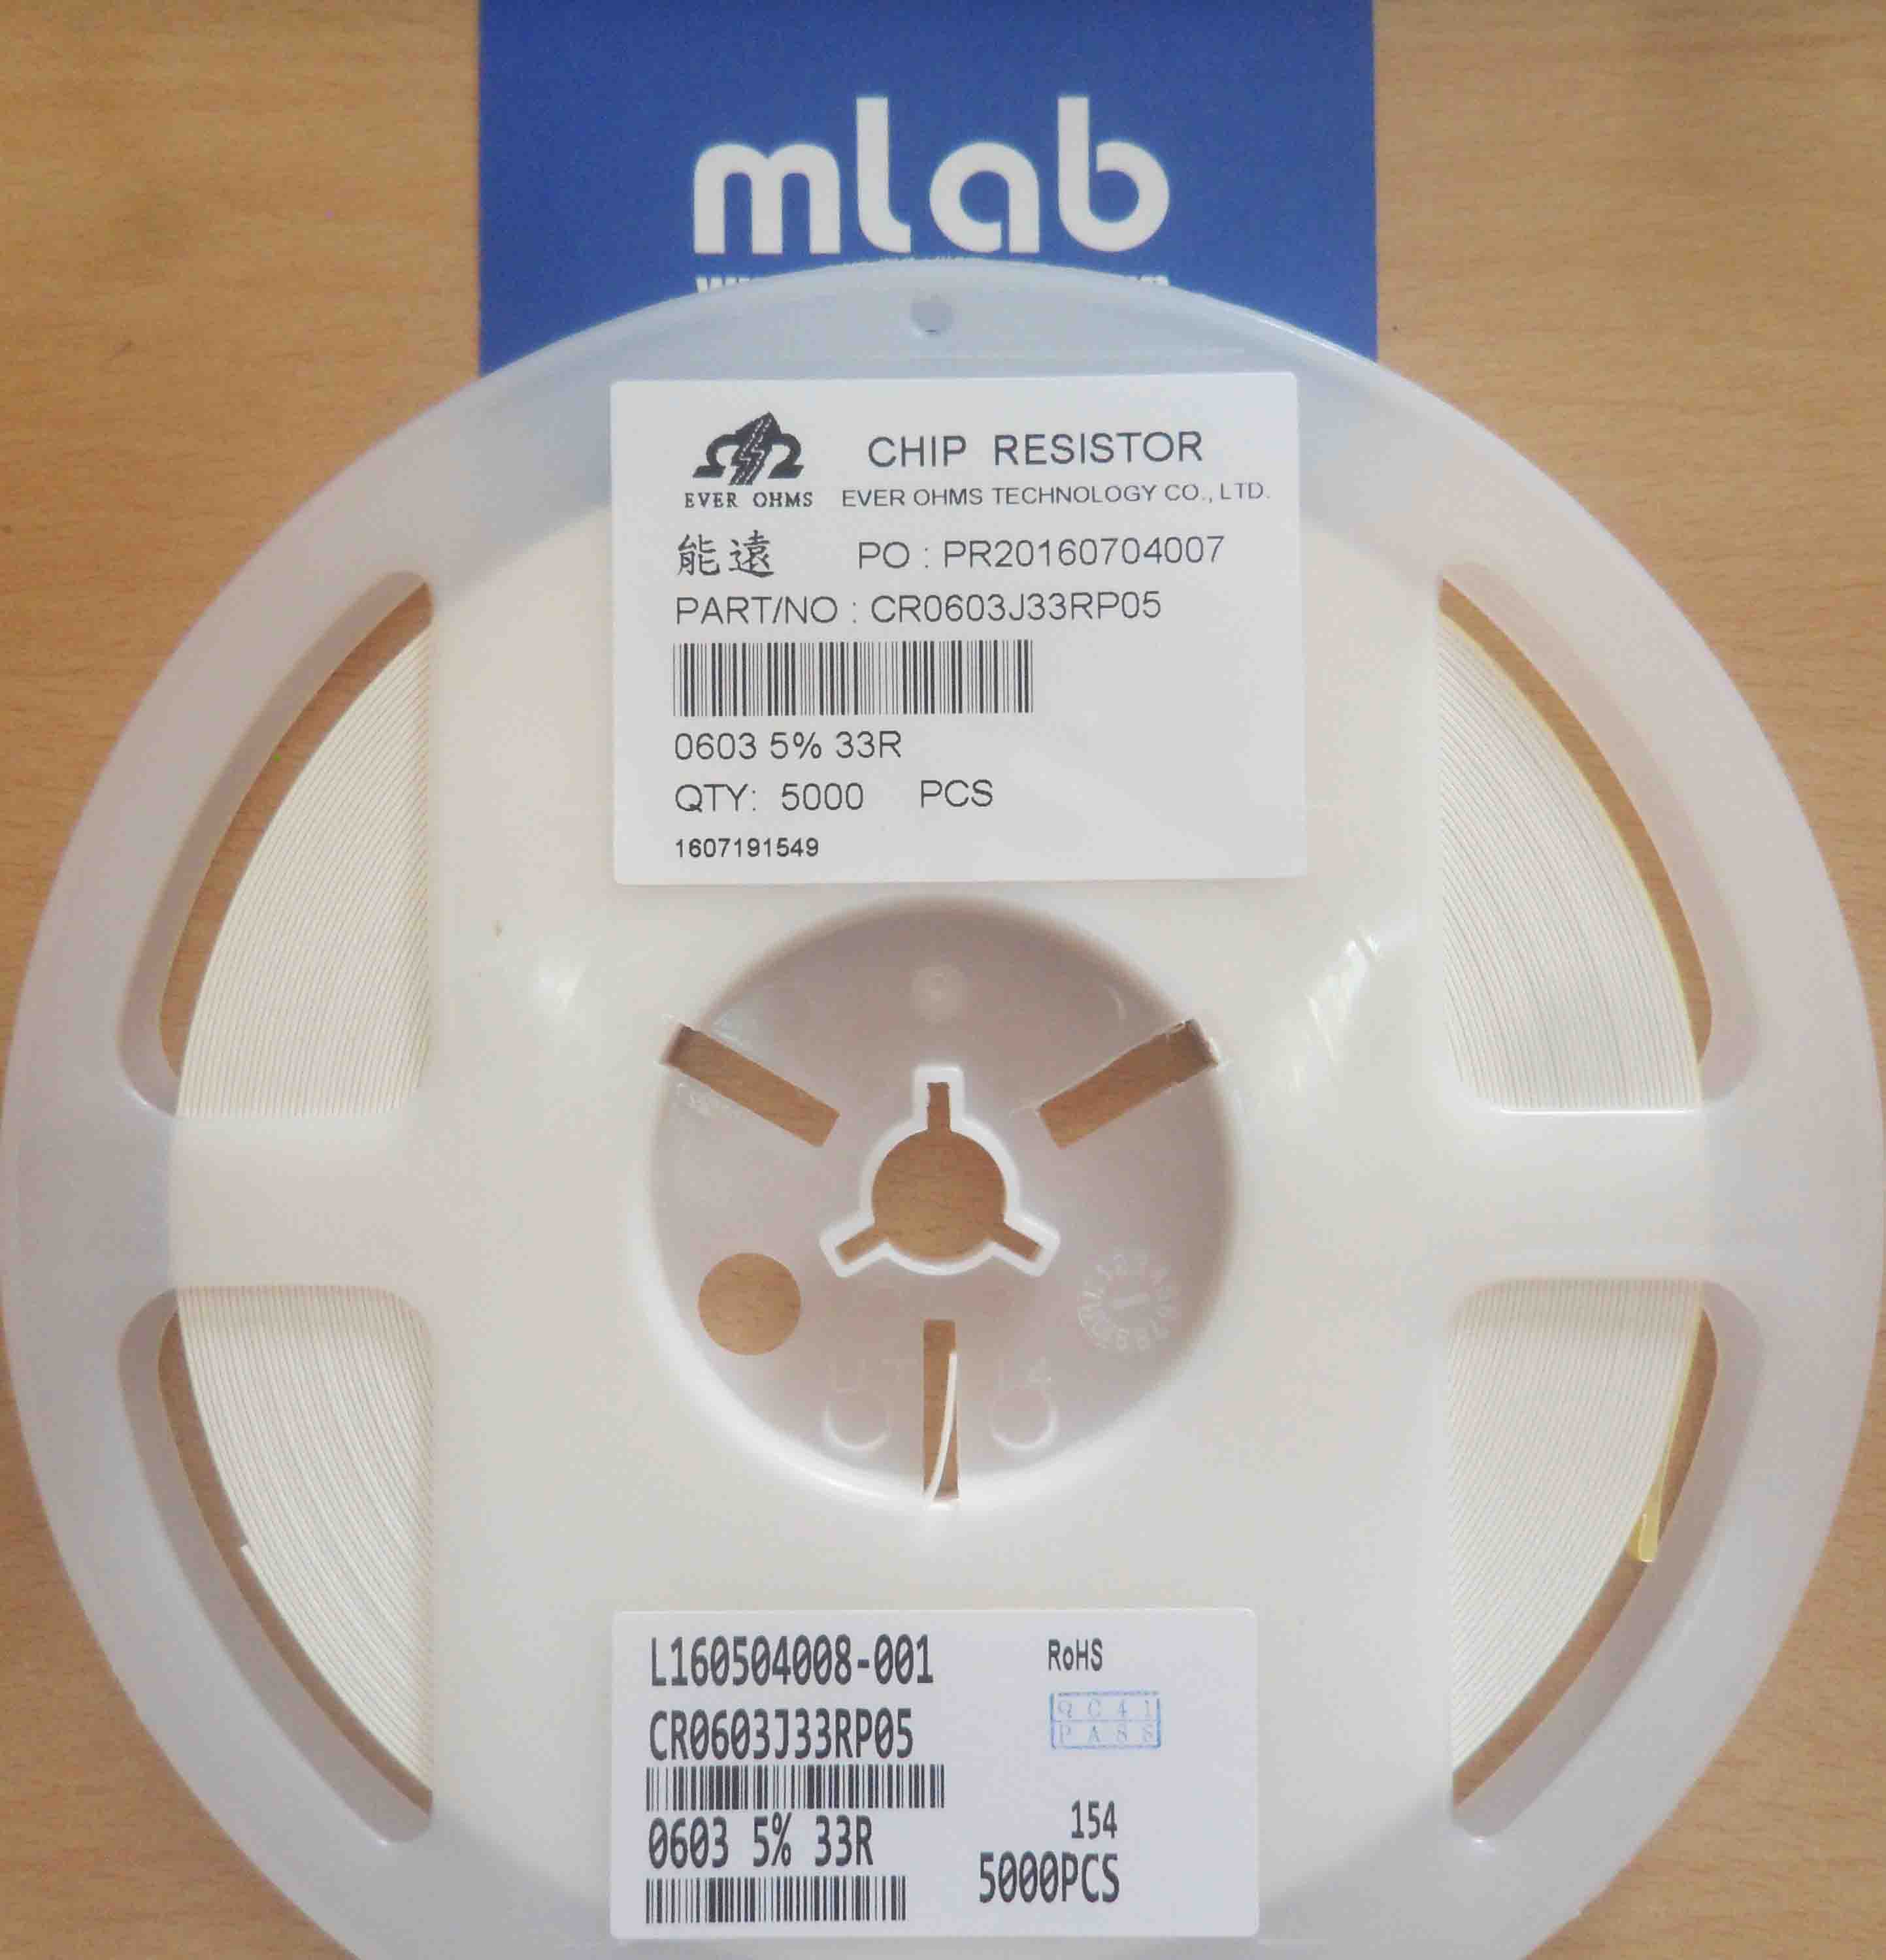 mlab
CHIP RESISTOR
EVER OHMS
EVER OHMS TECHNOLOGY CO., LTD.
能遠
PO : PR20160704007
PART/NO : CR0603J33RP05
0603 5% 33R
QTY: 5000 PCS
1607191549
L160504008-001
RoHS
CR0603J33RP05
QC41
PASS
0603 5% 33R
154
5000PCS